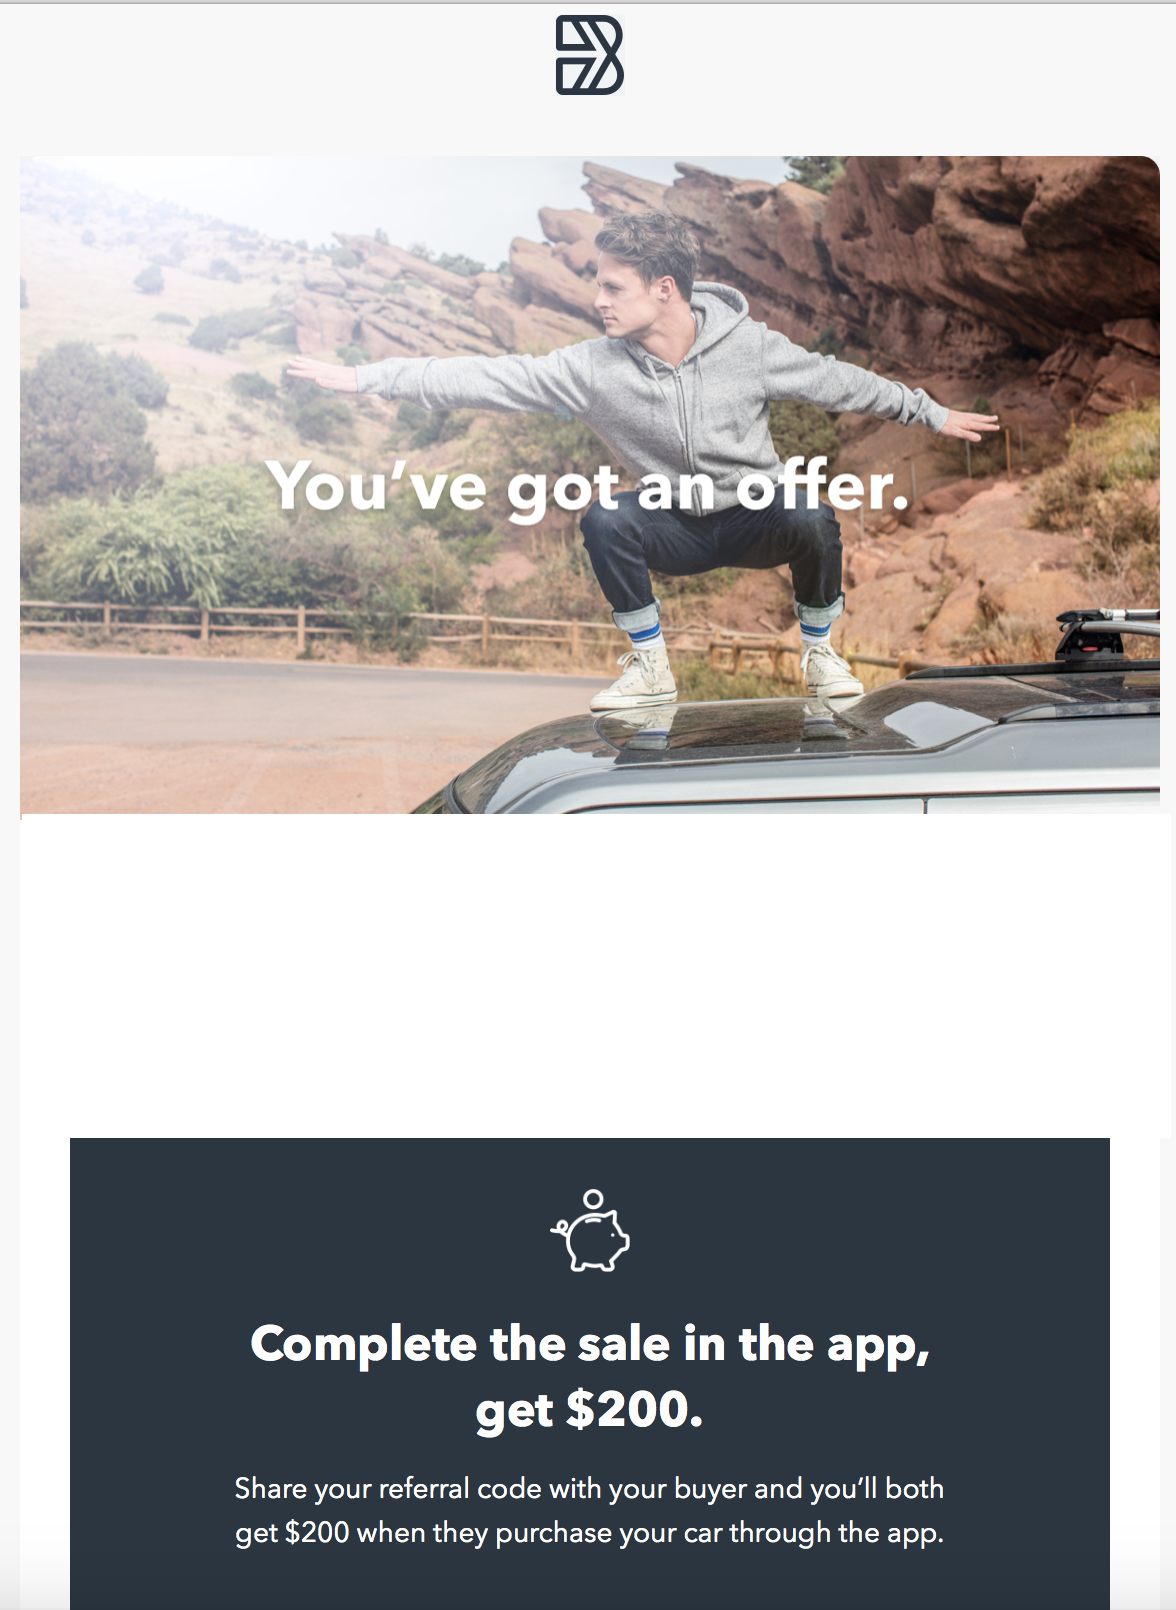 You’ve got an offer.
Complete the sale in the app,
get $200.
Share your referral code with your buyer and you’ll both
get $200 when they purchase your car through the app.